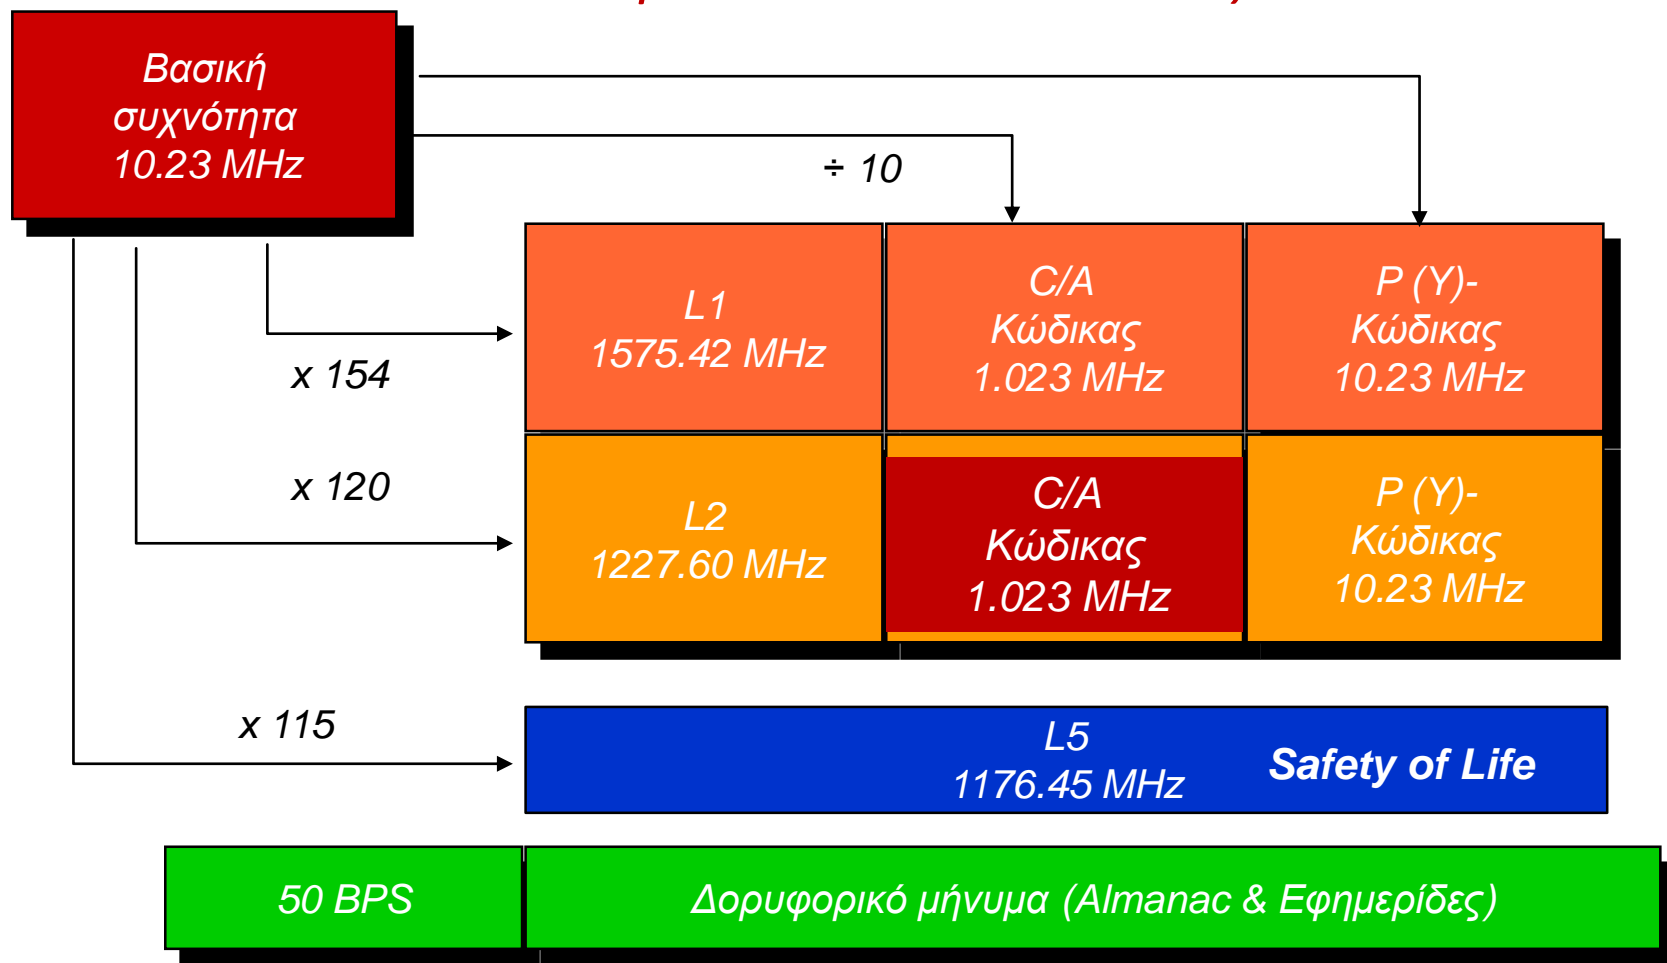 Βασική
συχνότητα
10.23 MHz
÷ 10
L1
1575.42 MHz
C/A
Κώδικας
1.023 MHz
P (Y)-
Κώδικας
10.23 MHz
x 154
x 120
L2
1227.60 MHz
C/A
Κώδικας
1.023 MHz
P (Y)-
Κώδικας
10.23 MHz
x 115
L5
1176.45 MHz
Safety of Life
50 BPS
Δορυφορικό μήνυμα (Almanac & Εφημερίδες)